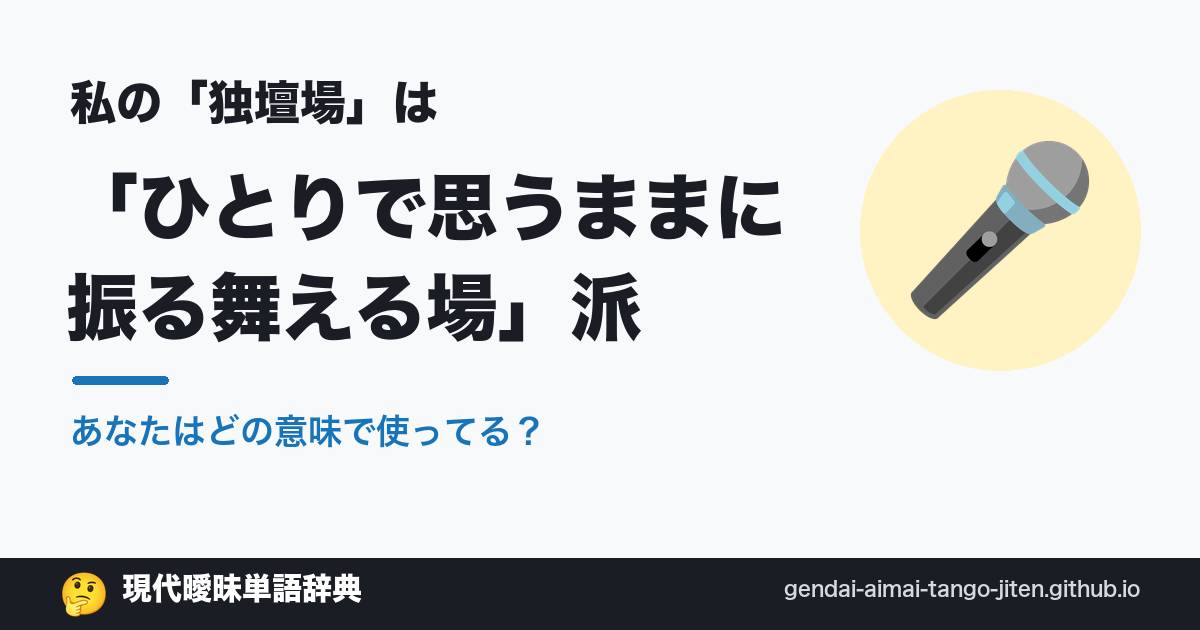 私の「独壇場」は
「ひとりで思うままに
振る舞える場」派
あなたはどの意味で使ってる？
現代曖昧単語辞典
gendai-aimai-tango-jiten.github.io